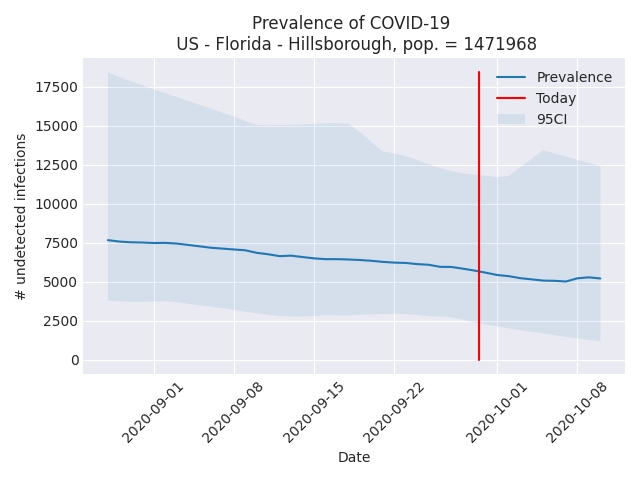 Prevalence of COVID-19
US - Florida - Hillsborough, pop. = 1471968
Prevalence
Today
95CI
17500
15000
12500
10000
7500
5000
2500
0
# undetected infections
2020-09-01
2020-09-08
2020-09-15
2020-09-22
2020-10-01
2020-10-08
Date